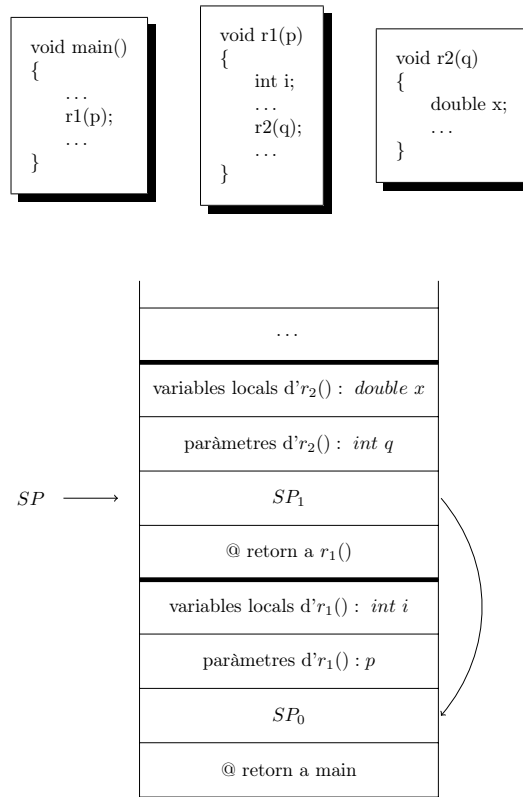 void main()
{
...
r1(p);
...
}
void r1(p)
{
int i;
...
r2(q);
...
}
void r2(q)
{
double x;
...
}
...
variables locals d'r₂() : double x
paràmetres d'r₂() : int q
SP
SP₁
@ retorn a r₁()
variables locals d'r₁() : int i
paràmetres d'r₁() : p
SP₀
@ retorn a main